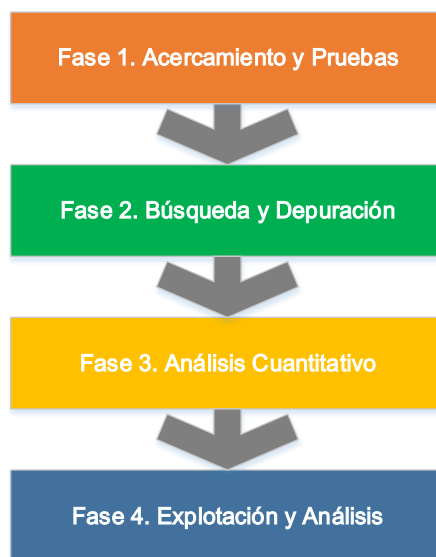 Fase 1. Acercamiento y Pruebas
Fase 2. Búsqueda y Depuración
Fase 3. Análisis Cuantitativo
Fase 4. Explotación y Análisis